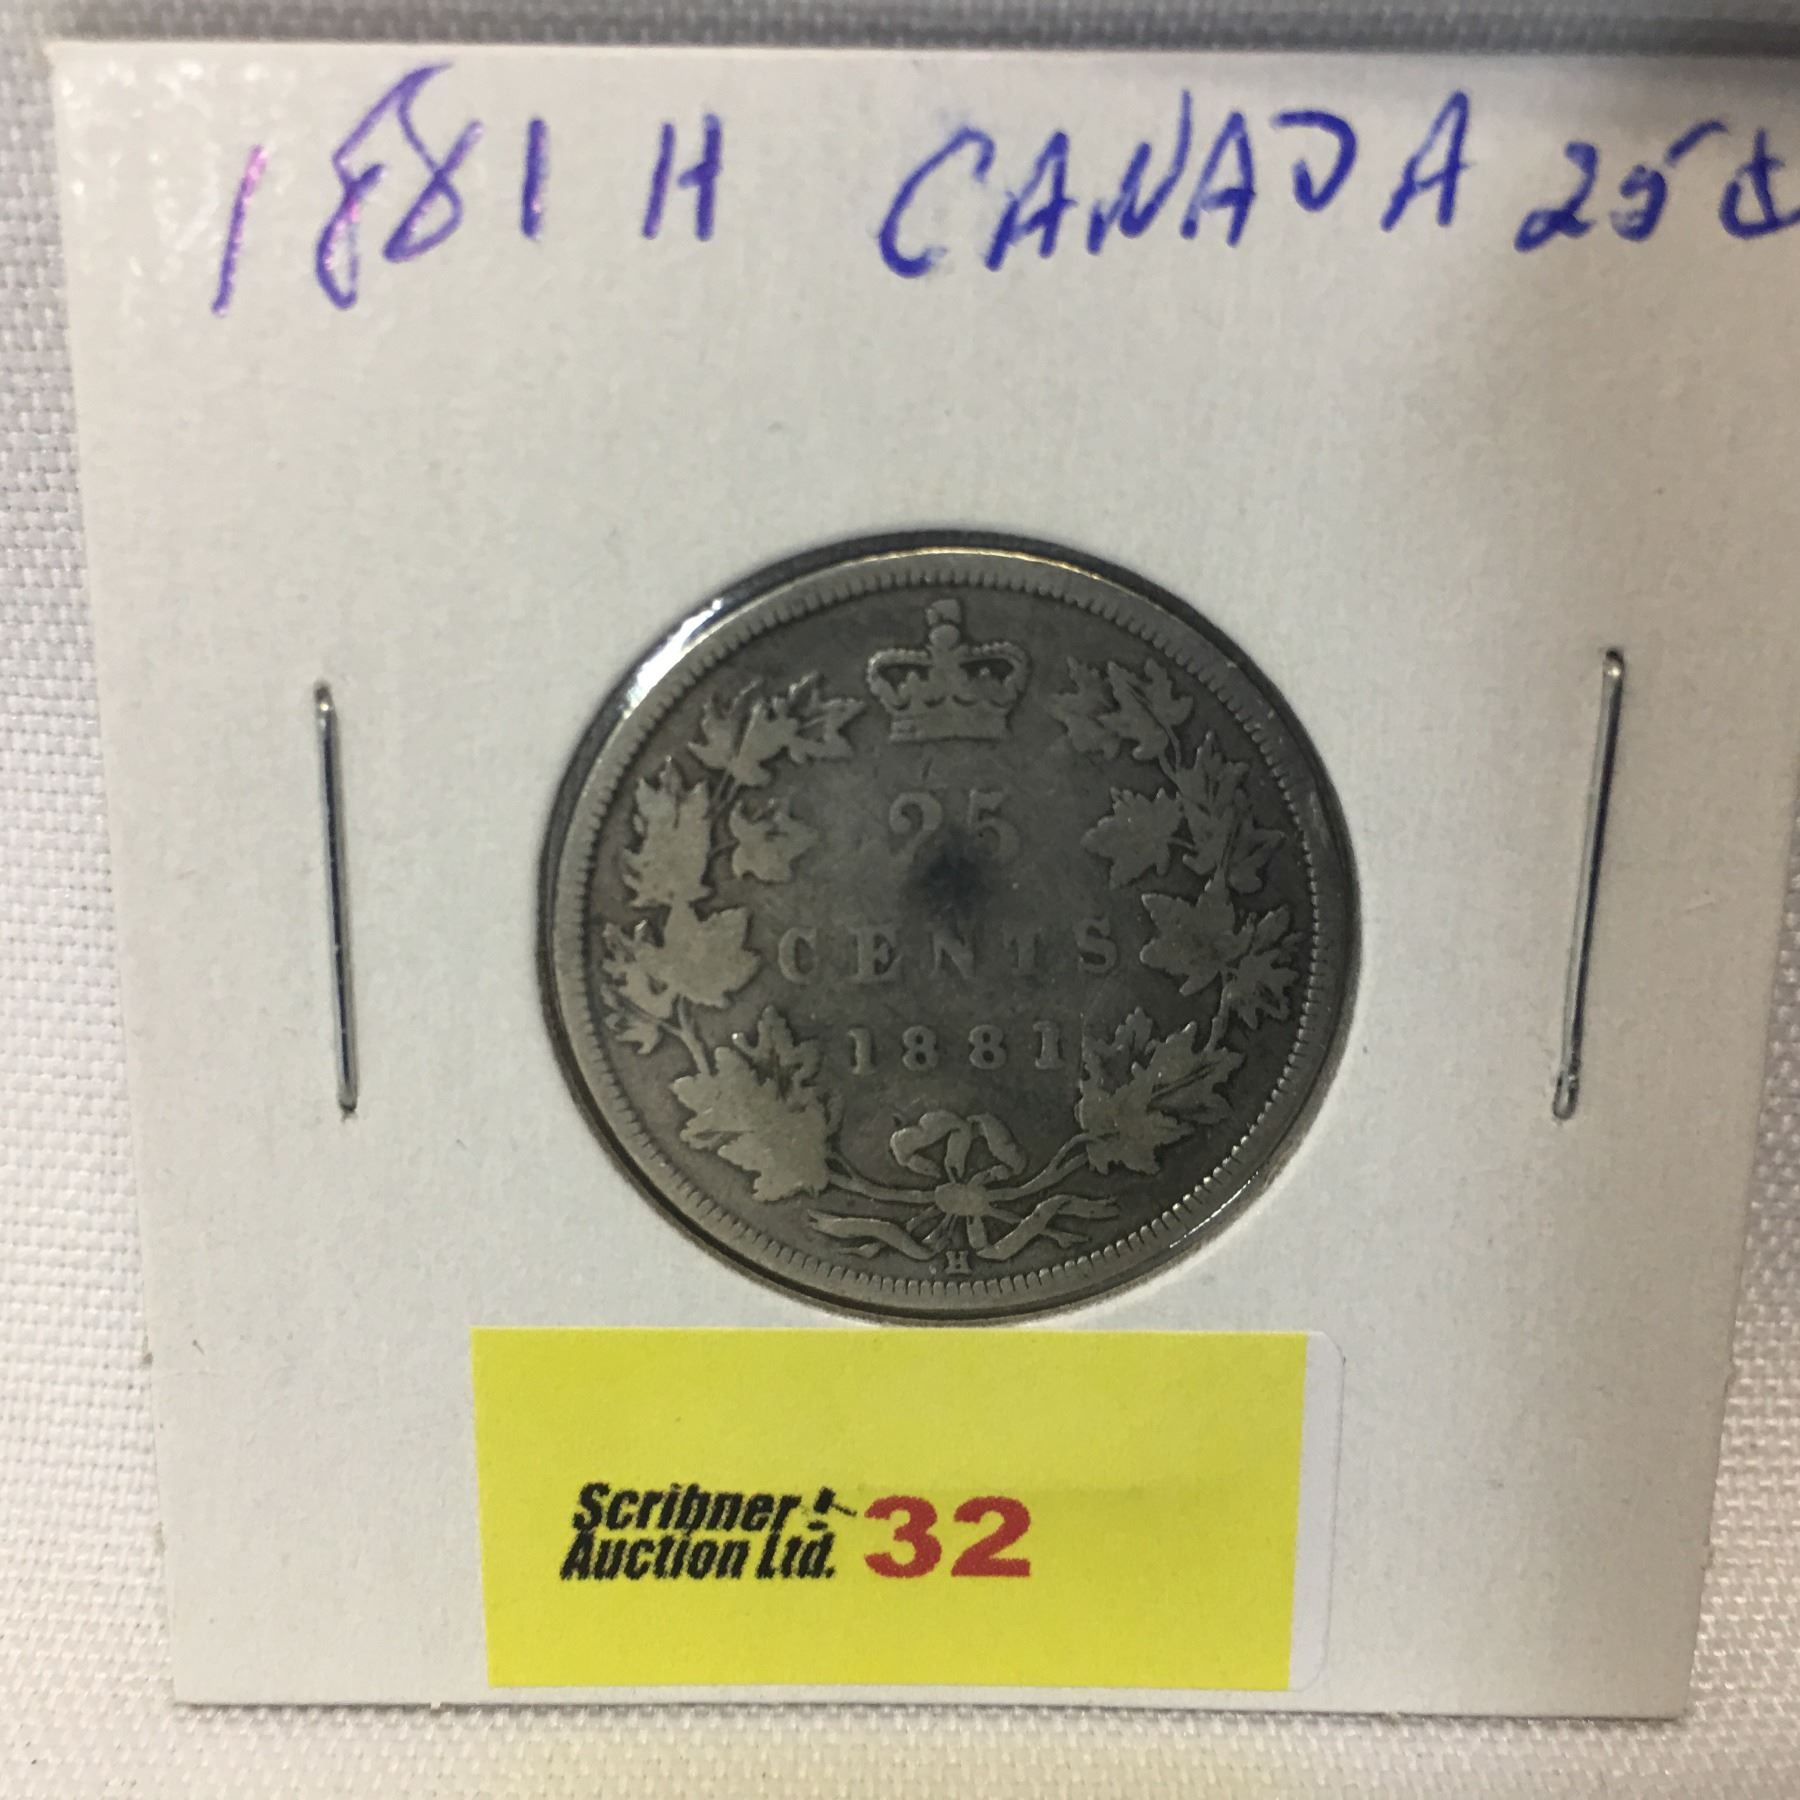 1881 H CANADA 25¢
25
CENTS
1881
H
Scribner
Auction Ltd. 32